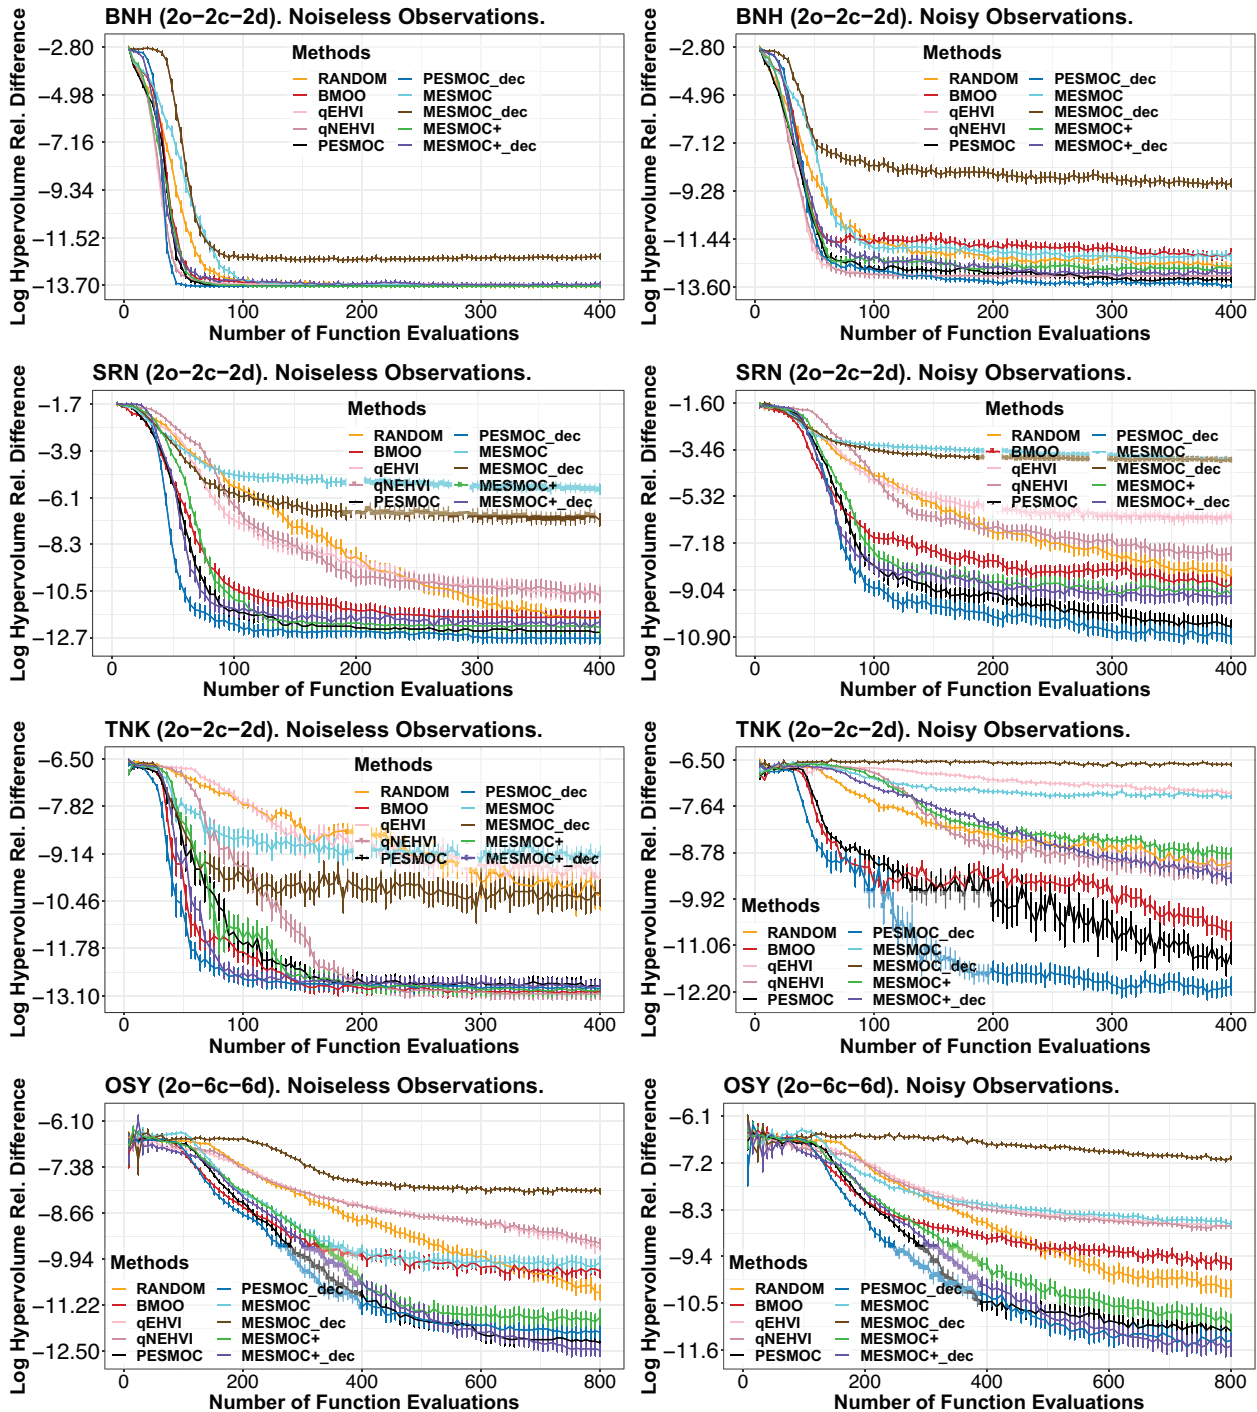 BNH (2o−2c−2d). Noiseless Observations.
Log Hypervolume Rel. Difference
−2.80
−4.96
−7.16
−9.34
−11.52
−13.70
Methods
RANDOM PESMOC_dec
BMOO MESMOC
qEHVI MESMOC_dec
qNEHVI MESMOC+
PESMOC MESMOC+_dec
0 100 200 300 400
Number of Function Evaluations
BNH (2o−2c−2d). Noisy Observations.
Log Hypervolume Rel. Difference
−2.80
−4.96
−7.12
−9.28
−11.44
−13.60
Methods
RANDOM PESMOC_dec
BMOO MESMOC
qEHVI MESMOC_dec
qNEHVI MESMOC+
PESMOC MESMOC+_dec
0 100 200 300 400
Number of Function Evaluations
SRN (2o−2c−2d). Noiseless Observations.
Log Hypervolume Rel. Difference
−1.7
−3.9
−6.1
−8.3
−10.5
−12.7
Methods
RANDOM PESMOC_dec
BMOO MESMOC
qEHVI MESMOC_dec
qNEHVI MESMOC+
PESMOC MESMOC+_dec
0 100 200 300 400
Number of Function Evaluations
SRN (2o−2c−2d). Noisy Observations.
Log Hypervolume Rel. Difference
−1.60
−3.46
−5.32
−7.18
−9.04
−10.90
Methods
RANDOM PESMOC_dec
BMOO MESMOC
qEHVI MESMOC_dec
qNEHVI MESMOC+
PESMOC MESMOC+_dec
0 100 200 300 400
Number of Function Evaluations
TNK (2o−2c−2d). Noiseless Observations.
Log Hypervolume Rel. Difference
−6.50
−7.82
−9.14
−10.46
−11.78
−13.10
Methods
RANDOM PESMOC_dec
BMOO MESMOC
qEHVI MESMOC_dec
qNEHVI MESMOC+
PESMOC MESMOC+_dec
0 100 200 300 400
Number of Function Evaluations
TNK (2o−2c−2d). Noisy Observations.
Log Hypervolume Rel. Difference
−6.50
−7.64
−8.78
−9.92
−11.06
−12.20
Methods
RANDOM PESMOC_dec
BMOO MESMOC
qEHVI MESMOC_dec
qNEHVI MESMOC+
PESMOC MESMOC+_dec
0 100 200 300 400
Number of Function Evaluations
OSY (2o−6c−6d). Noiseless Observations.
Log Hypervolume Rel. Difference
−6.10
−7.38
−8.66
−9.94
−11.22
−12.50
Methods
RANDOM PESMOC_dec
BMOO MESMOC
qEHVI MESMOC_dec
qNEHVI MESMOC+
PESMOC MESMOC+_dec
0 200 400 600 800
Number of Function Evaluations
OSY (2o−6c−6d). Noisy Observations.
Log Hypervolume Rel. Difference
−6.1
−7.2
−8.3
−9.4
−10.5
−11.6
Methods
RANDOM PESMOC_dec
BMOO MESMOC
qEHVI MESMOC_dec
qNEHVI MESMOC+
PESMOC MESMOC+_dec
0 200 400 600 800
Number of Function Evaluations